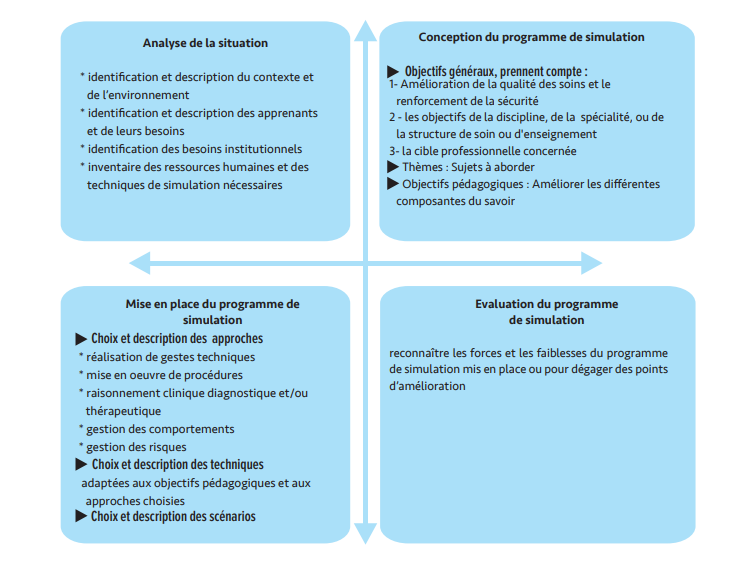 Analyse de la situation
* identification et description du contexte et
de l'environnement
* identification et description des apprenants
et de leurs besoins
* identification des besoins institutionnels
* inventaire des ressources humaines et des
techniques de simulation nécessaires
Conception du programme de simulation
▶ Objectifs généraux, prennent compte :
1- Amélioration de la qualité des soins et le
renforcement de la sécurité
2 - les objectifs de la discipline, de la spécialité, ou de
la structure de soin ou d'enseignement
3- la cible professionnelle concernée
▶ Thèmes : Sujets à aborder
▶ Objectifs pédagogiques : Améliorer les différentes
composantes du savoir
Mise en place du programme de
simulation
▶ Choix et description des approches
* réalisation de gestes techniques
* mise en oeuvre de procédures
* raisonnement clinique diagnostique et/ou
thérapeutique
* gestion des comportements
* gestion des risques
▶ Choix et description des techniques
adaptées aux objectifs pédagogiques et aux
approches choisies
▶ Choix et description des scénarios
Evaluation du programme
de simulation
reconnaître les forces et les faiblesses du programme
de simulation mis en place ou pour dégager des points
d'amélioration